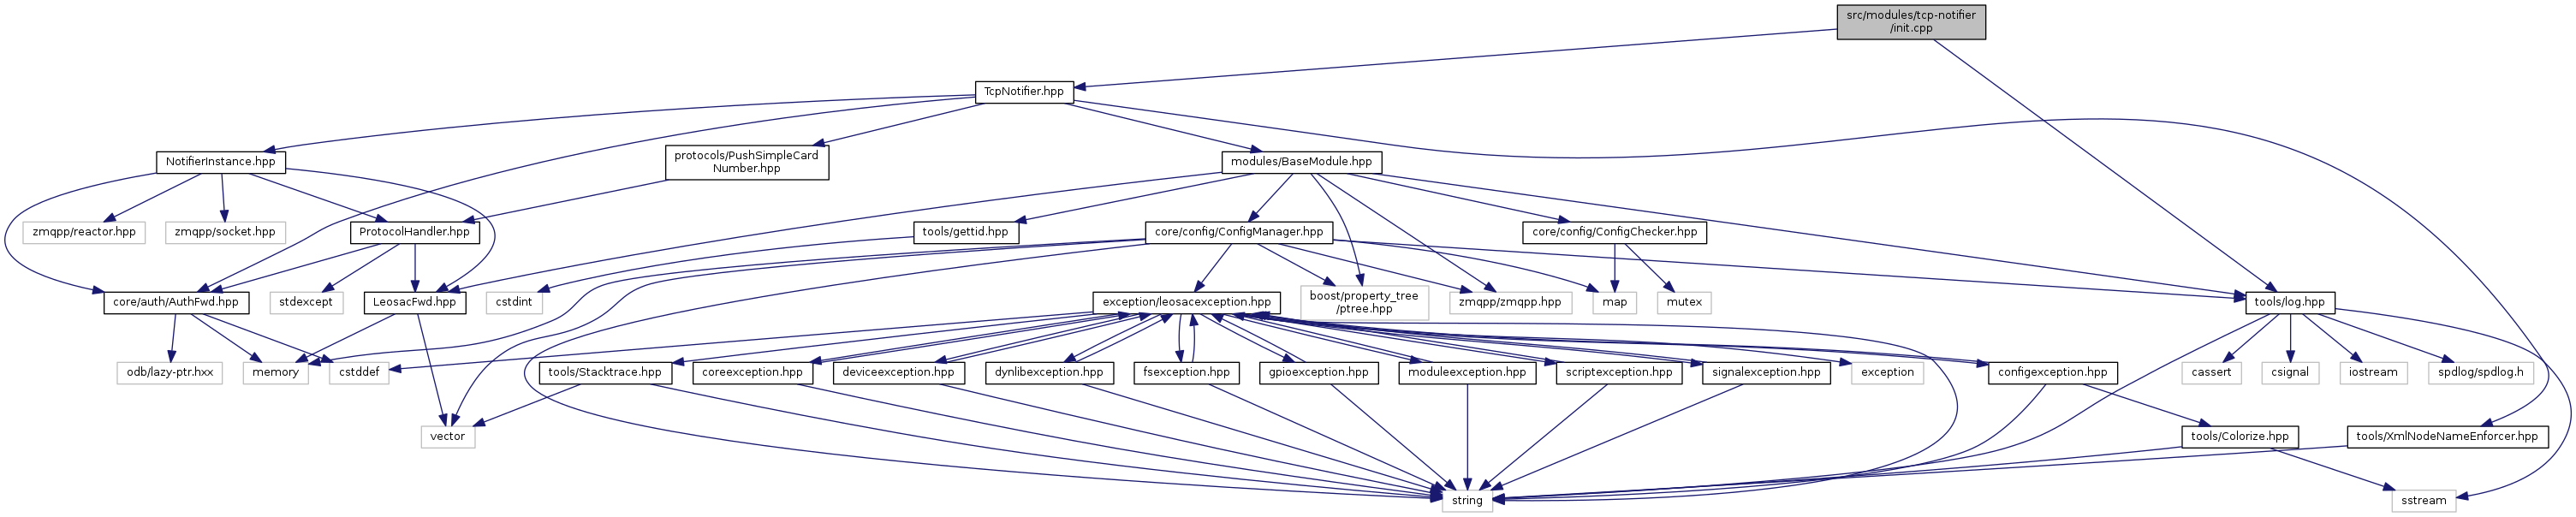 src/modules/tcp-notifier
/init.cpp
TcpNotifier.hpp
NotifierInstance.hpp
protocols/PushSimpleCard
Number.hpp
modules/BaseModule.hpp
zmqpp/reactor.hpp
zmqpp/socket.hpp
ProtocolHandler.hpp
tools/gettid.hpp
core/config/ConfigManager.hpp
core/config/ConfigChecker.hpp
core/auth/AuthFwd.hpp
stdexcept
LeosacFwd.hpp
cstdint
exception/leosacexception.hpp
boost/property_tree
/ptree.hpp
zmqpp/zmqpp.hpp
map
mutex
tools/log.hpp
odb/lazy-ptr.hxx
memory
cstddef
tools/Stacktrace.hpp
coreexception.hpp
deviceexception.hpp
dynlibexception.hpp
fsexception.hpp
gpioexception.hpp
moduleexception.hpp
scriptexception.hpp
signalexception.hpp
exception
configexception.hpp
cassert
csignal
iostream
spdlog/spdlog.h
vector
tools/Colorize.hpp
tools/XmlNodeNameEnforcer.hpp
string
sstream